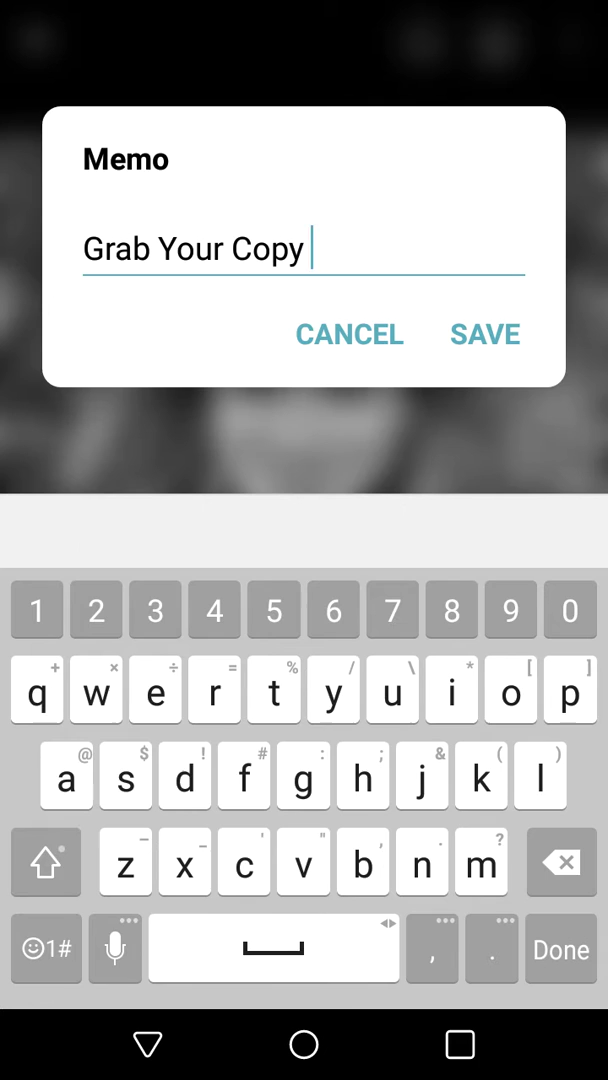 Memo
Grab Your Copy
CANCEL SAVE
1 2 3 4 5 6 7 8 9 0
+ × ÷ = % / \ * [ ]
q w e r t y u i o p
@ $ ! # : ; & ( )
a s d f g h j k l
– _ ' " , . ?
z x c v b n m
☺1# , . Done